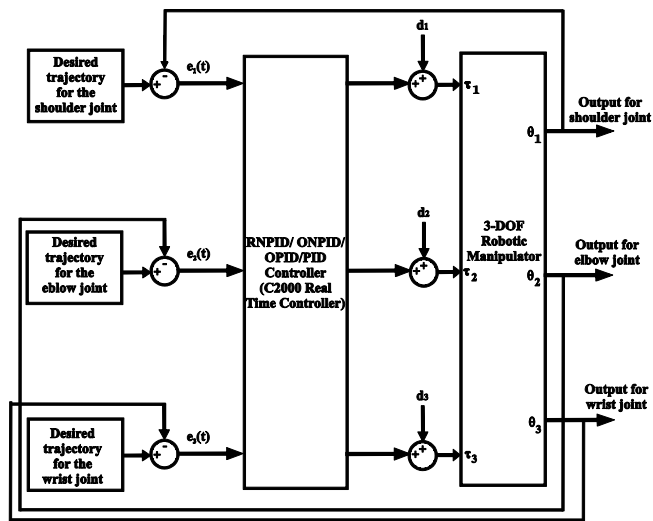 Desired
trajectory
for the
shoulder joint
+
-
e₁(t)
d₁
+
+
τ₁
θ₁
Output for
shoulder joint
Desired
trajectory
for the
eblow joint
+
-
e₂(t)
RNPID/ ONPID/
OPID/PID
Controller
(C2000 Real
Time Controller)
d₂
+
+
τ₂
3-DOF
Robotic
Manipulator
θ₂
Output for
elbow joint
Desired
trajectory
for the
wrist joint
+
-
e₃(t)
d₃
+
+
τ₃
θ₃
Output for
wrist joint